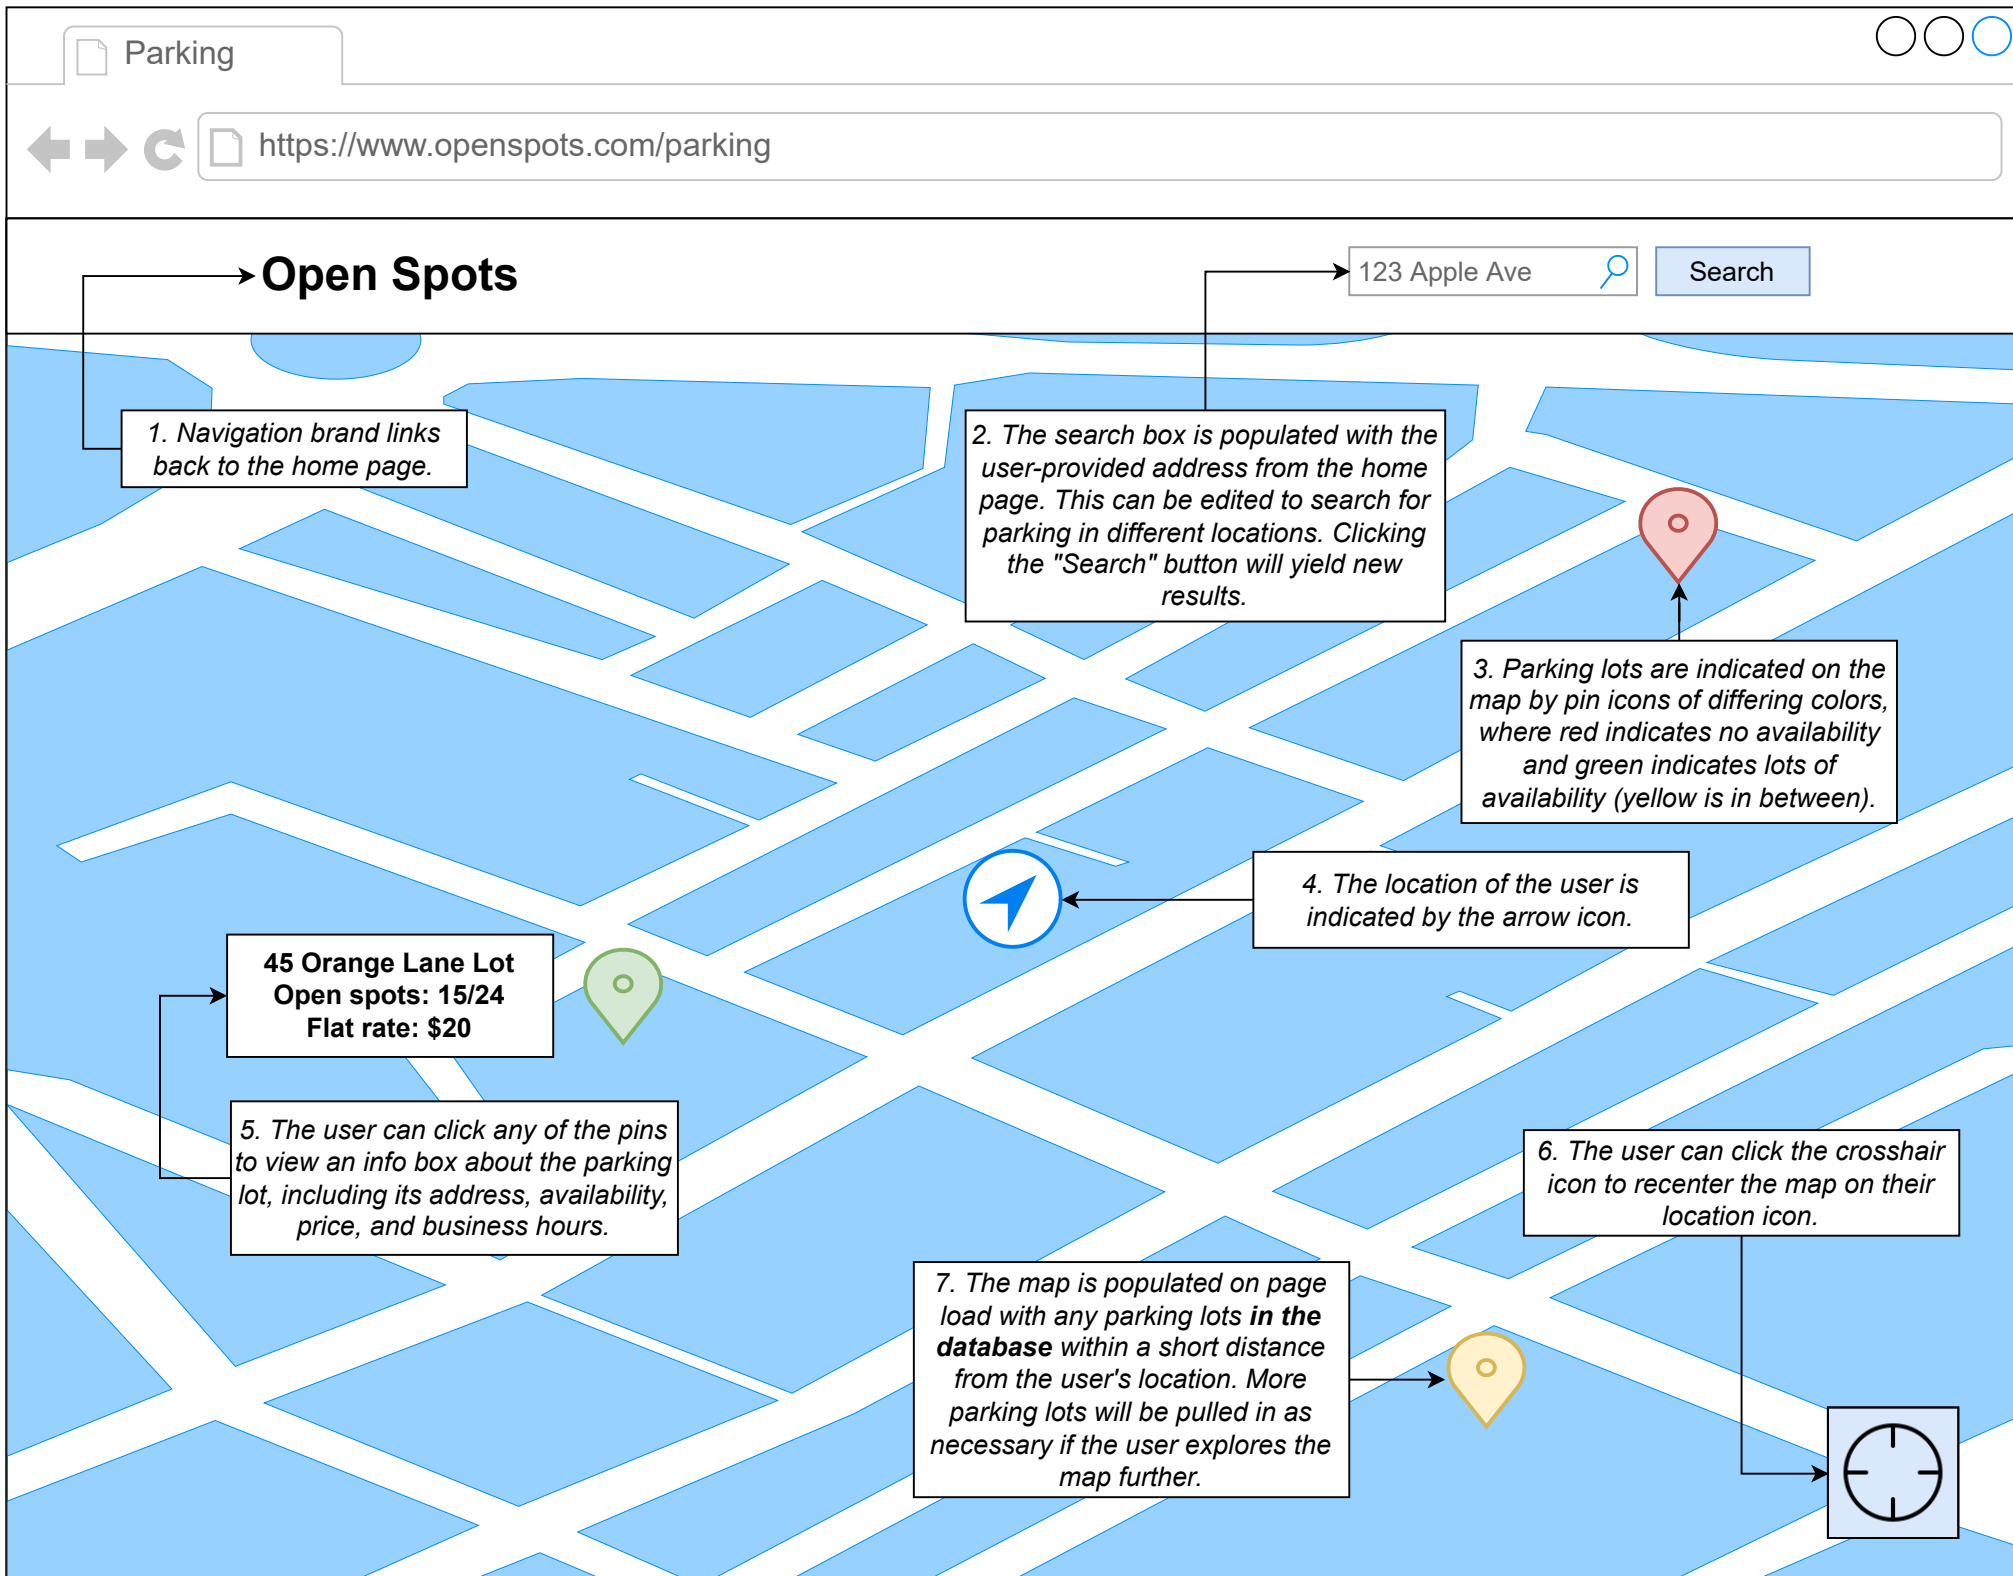 Parking
https://www.openspots.com/parking
Open Spots
123 Apple Ave
Search
1. Navigation brand links
back to the home page.
2. The search box is populated with the
user-provided address from the home
page. This can be edited to search for
parking in different locations. Clicking
the "Search" button will yield new
results.
3. Parking lots are indicated on the
map by pin icons of differing colors,
where red indicates no availability
and green indicates lots of
availability (yellow is in between).
4. The location of the user is
indicated by the arrow icon.
45 Orange Lane Lot
Open spots: 15/24
Flat rate: $20
5. The user can click any of the pins
to view an info box about the parking
lot, including its address, availability,
price, and business hours.
6. The user can click the crosshair
icon to recenter the map on their
location icon.
7. The map is populated on page
load with any parking lots in the
database within a short distance
from the user's location. More
parking lots will be pulled in as
necessary if the user explores the
map further.